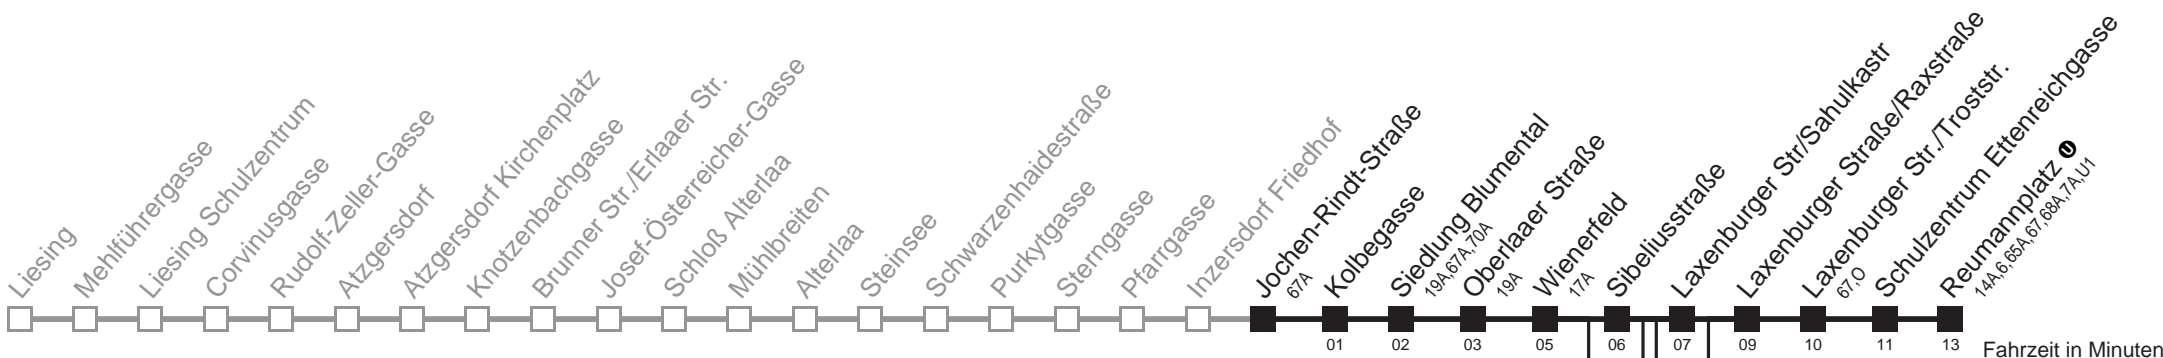 Liesing
Mehlführergasse
Liesing Schulzentrum
Corvinusgasse
Rudolf-Zeller-Gasse
Atzgersdorf
Atzgersdorf Kirchenplatz
Knotzenbachgasse
Brunner Str./Erlaaer Str.
Josef-Österreicher-Gasse
Schloß Alterlaa
Mühlbreiten
Alterlaa
Steinsee
Schwarzenhaidestraße
Purkytgasse
Sterngasse
Pfarrgasse
Inzersdorf Friedhof
Jochen-Rindt-Straße
67A
Kolbegasse
Siedlung Blumental
19A,67A,70A
Oberlaaer Straße
19A
Wienerfeld
17A
Sibeliusstraße
Laxenburger Str/Sahulkastr
Laxenburger Straße/Raxstraße
Laxenburger Str./Troststr.
67,O
Schulzentrum Ettenreichgasse
Reumannplatz U
14A,6,65A,67,68A,7A,U1
01 02 03 05 06 07 09 10 11 13 Fahrzeit in Minuten